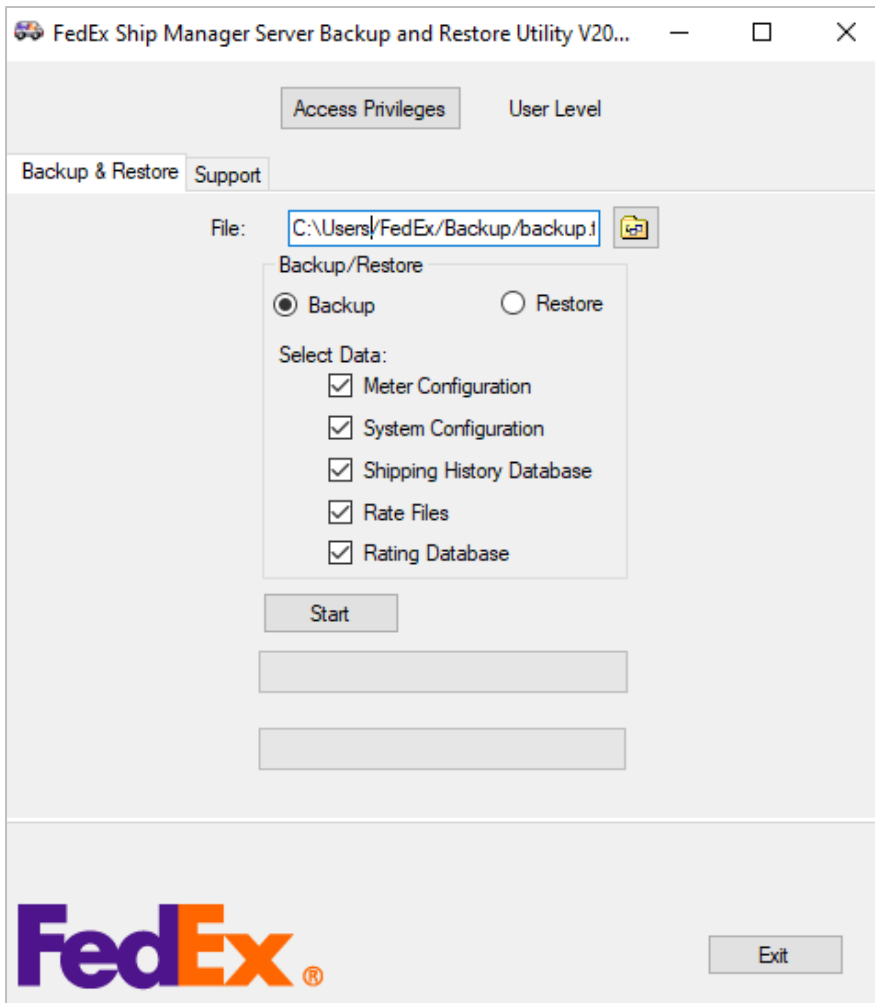 FedEx Ship Manager Server Backup and Restore Utility V20...
Access Privileges User Level
Backup & Restore Support
File: C:\Users/FedEx/Backup/backup.f
Backup/Restore
Backup Restore
Select Data:
Meter Configuration
System Configuration
Shipping History Database
Rate Files
Rating Database
Start
FedEx®
Exit